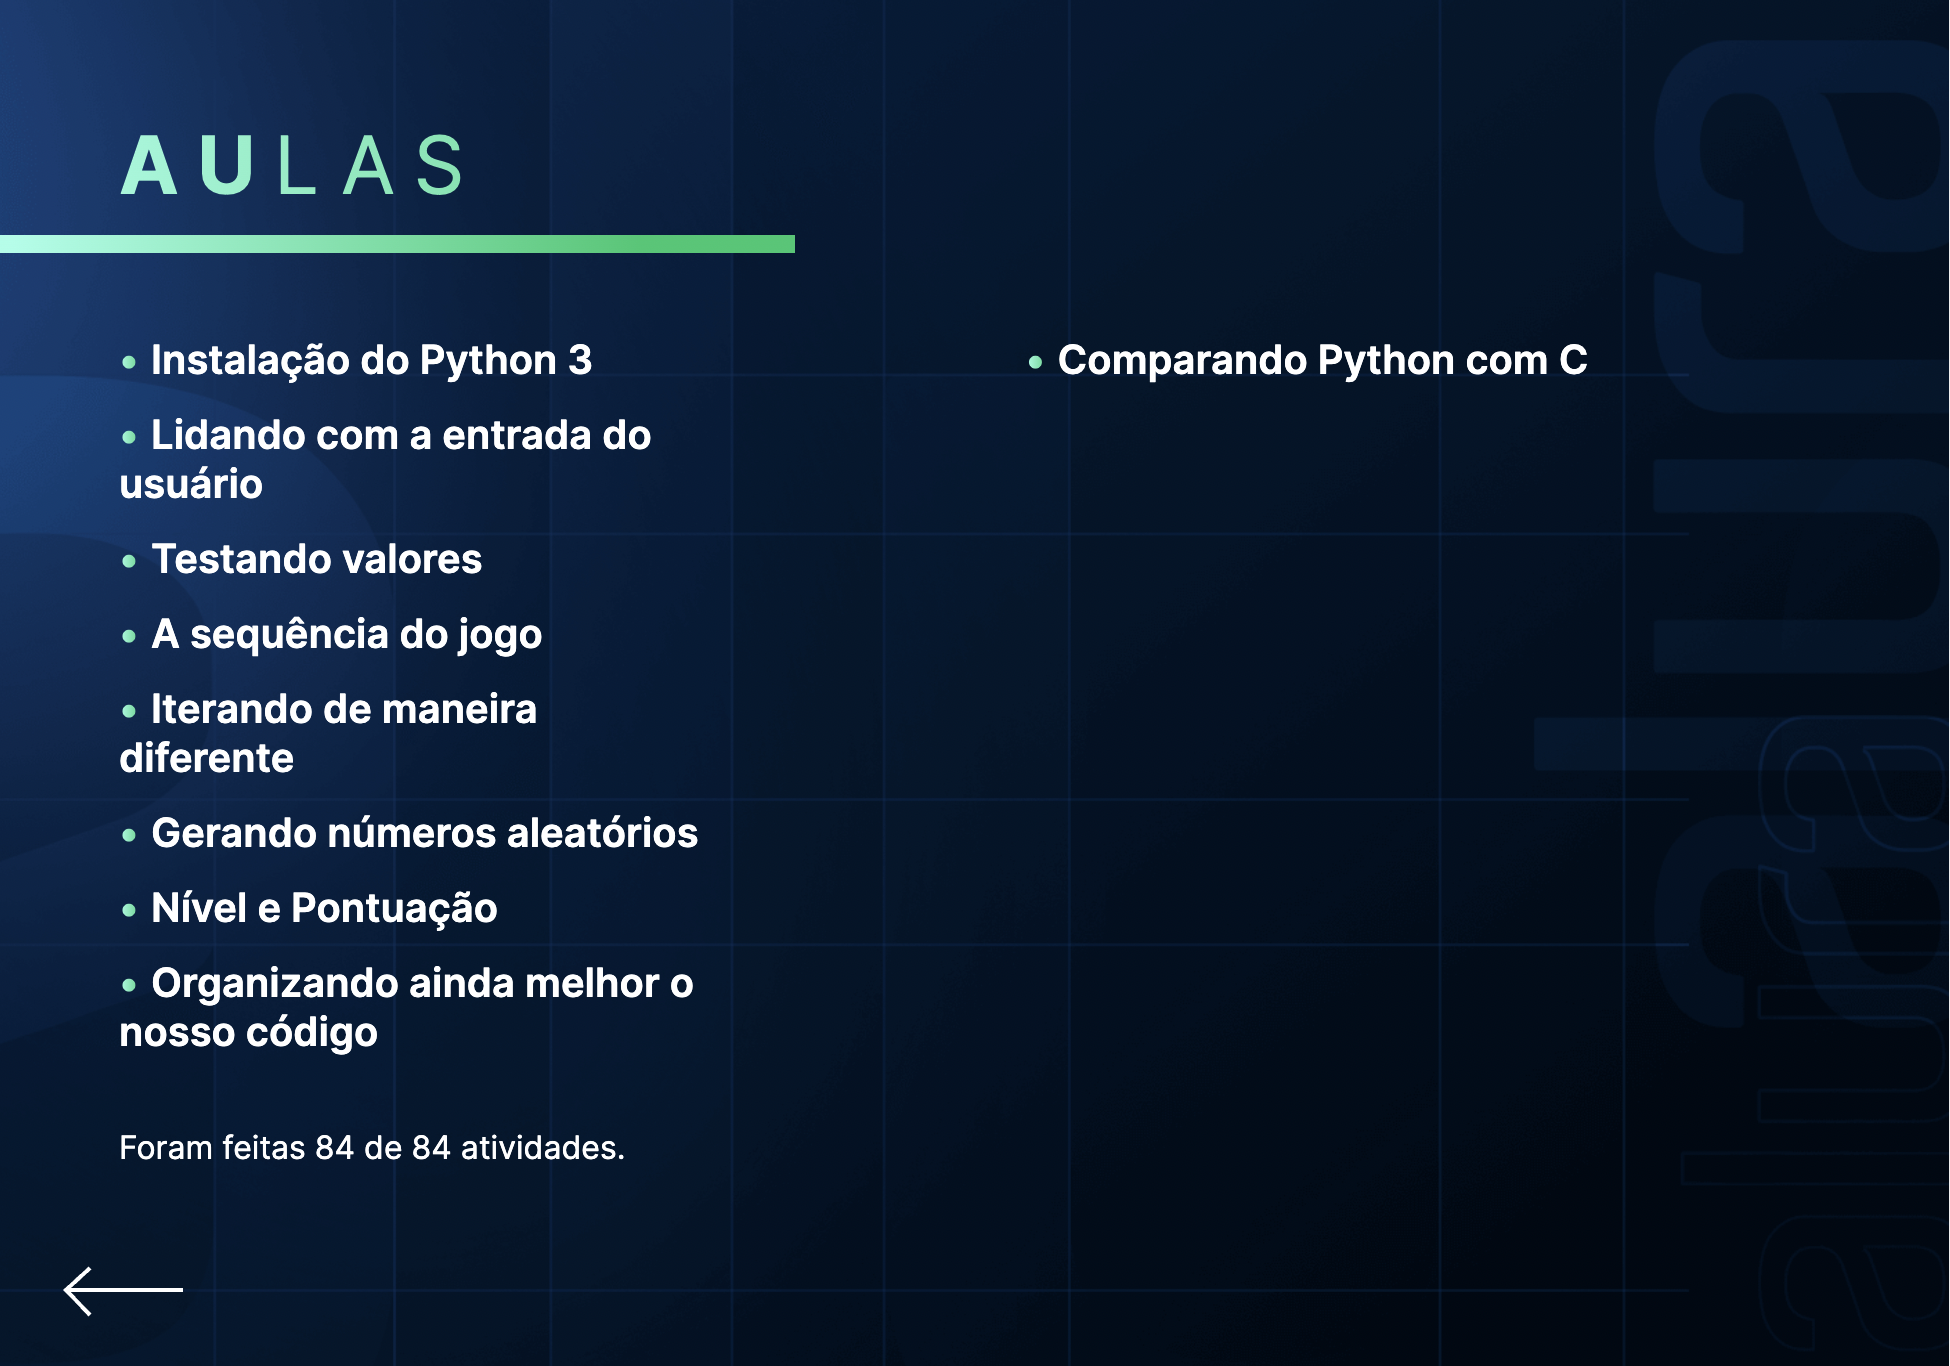 AULAS
• Instalação do Python 3
• Lidando com a entrada do
usuário
• Testando valores
• A sequência do jogo
• Iterando de maneira
diferente
• Gerando números aleatórios
• Nível e Pontuação
• Organizando ainda melhor o
nosso código
• Comparando Python com C
Foram feitas 84 de 84 atividades.
alura
alura